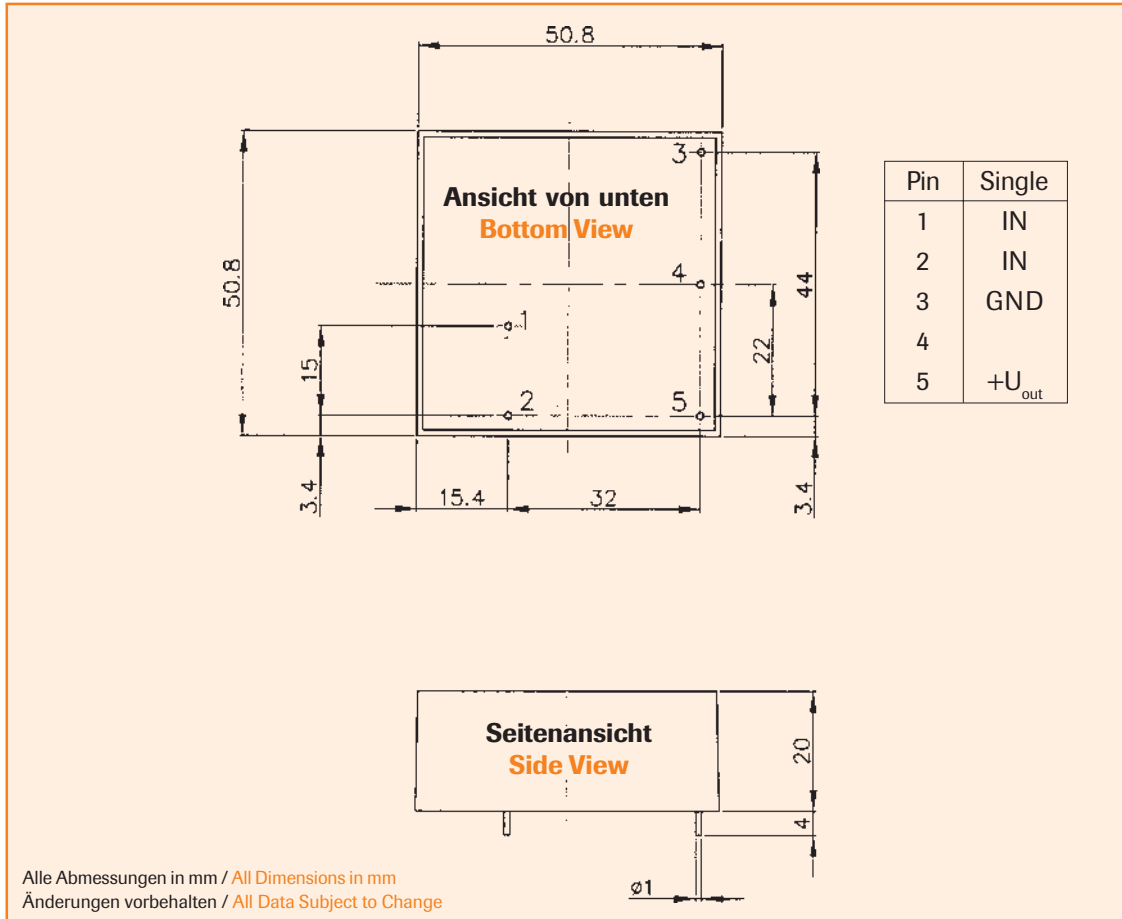 50.8
3
Ansicht von unten
Bottom View
Pin Single
1 IN
2 IN
3 GND
4
5 +U_out
50.8
4
44
1
15
22
2
5
3.4
15.4
32
3.4
Seitenansicht
Side View
20
4
ø1
Alle Abmessungen in mm / All Dimensions in mm
Änderungen vorbehalten / All Data Subject to Change